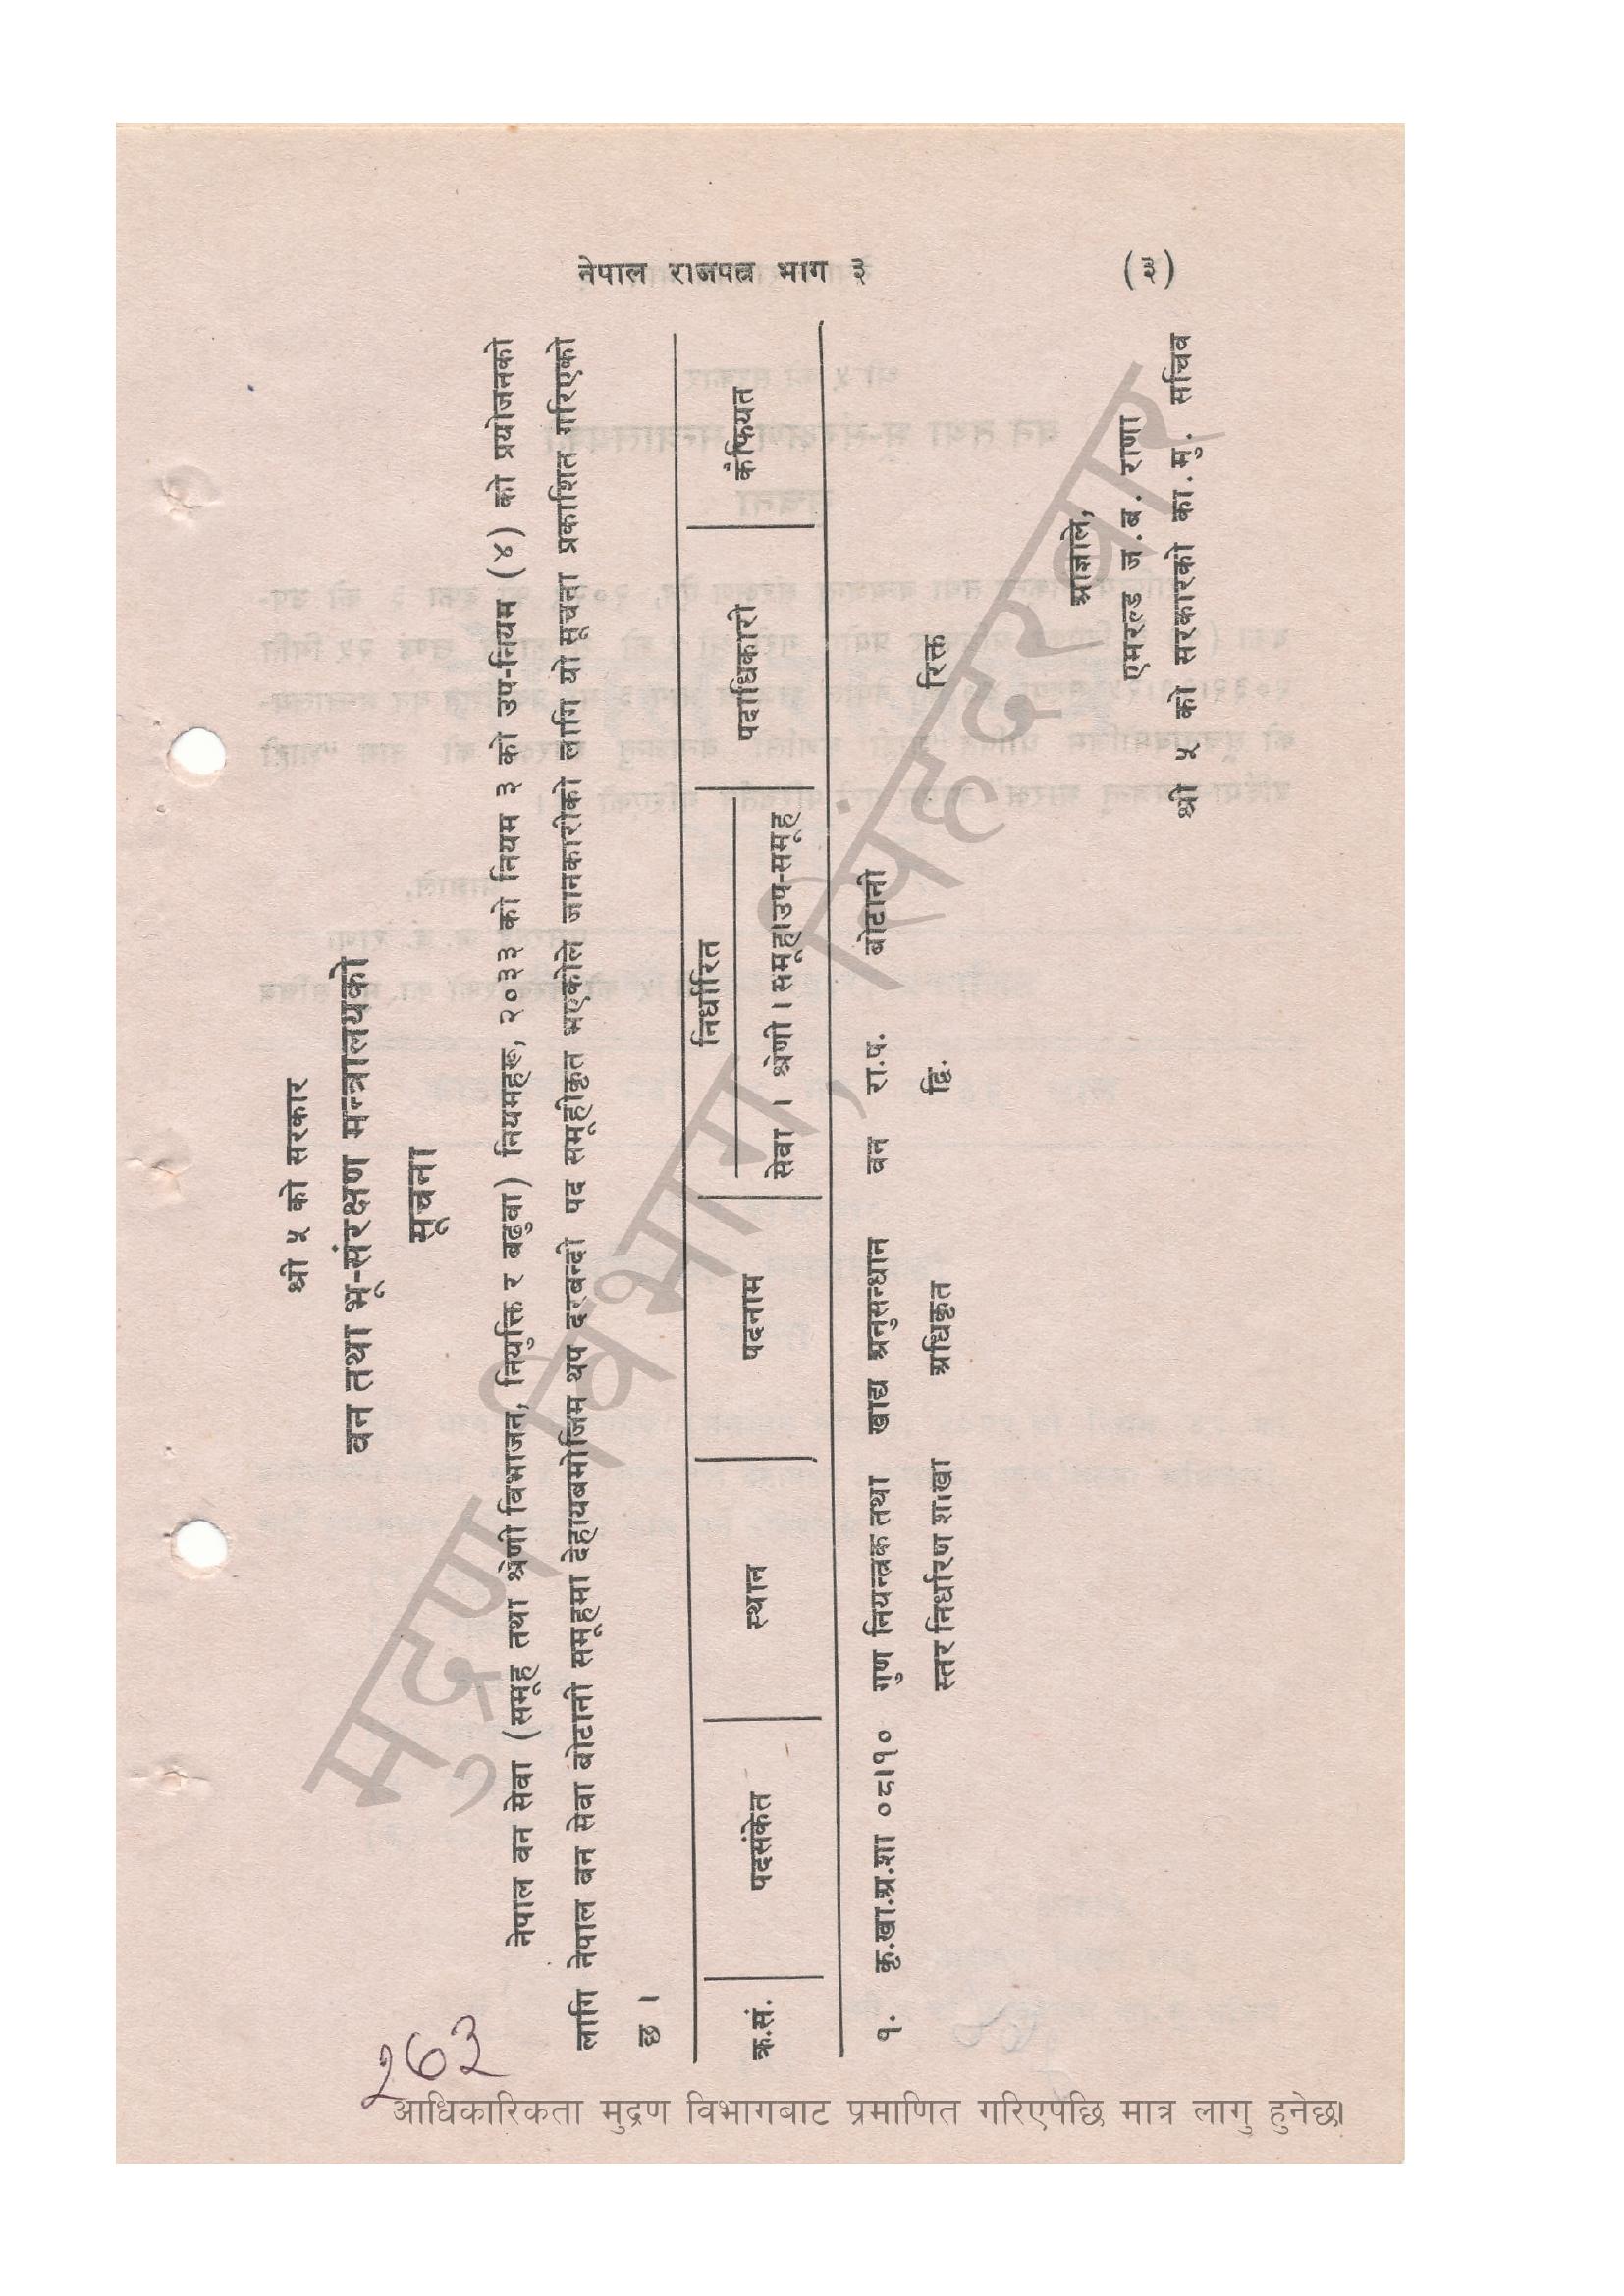 नेपाल राजपत्र भाग ३
(३)
श्री ५ को सरकार
वन तथा भू-संरक्षण मन्त्रालयको
सूचना
नेपाल वन सेवा (समूह तथा श्रेणी विभाजन, नियुक्ति र बढुवा) नियमहरू, २०३३ को नियम ३ को उप-नियम (४) को प्रयोजनको
लागि नेपाल वन सेवा बोटानी समूहमा देहायबमोजिम थप दरबन्दी पद समूहीकृत भएकोले जानकारीको लागि यो सूचना प्रकाशित गरिएको
छ ।
निर्धारित
क्र.सं. पदसंकेत स्थान पदनाम सेवा । श्रेणी । समूह।उप-समूह पदाधिकारी कैफियत
१. कृ.खा.अ.शा ०८।१० गुण नियन्त्रक तथा खाद्य अनुसन्धान वन रा.प. बोटानी
स्तर निर्धारण शाखा अधिकृत द्वि. रिक्त
आज्ञाले,
एमरल्ड ज.ब. राणा
श्री ५ को सरकारको का.मु. सचिव
263
मुद्रण विभाग, सिंहदरबार
आधिकारिकता मुद्रण विभागबाट प्रमाणित गरिएपछि मात्र लागु हुनेछ।